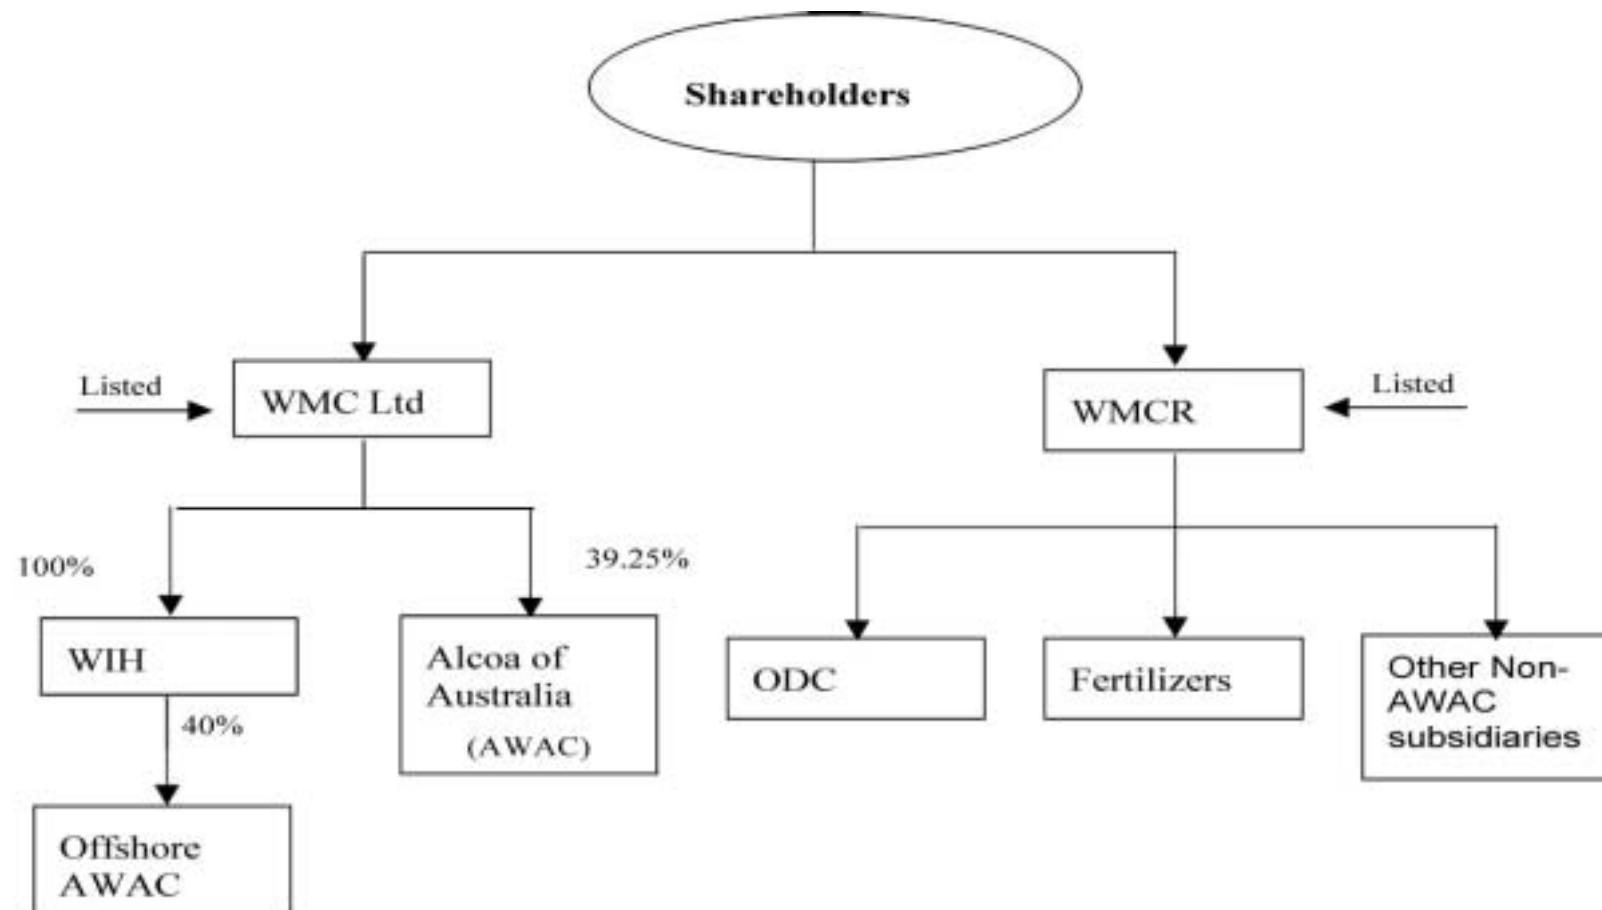 Shareholders
Listed
WMC Ltd
WMCR
Listed
100%
39.25%
WIH
Alcoa of
Australia
(AWAC)
ODC
Fertilizers
Other Non-
AWAC
subsidiaries
40%
Offshore
AWAC